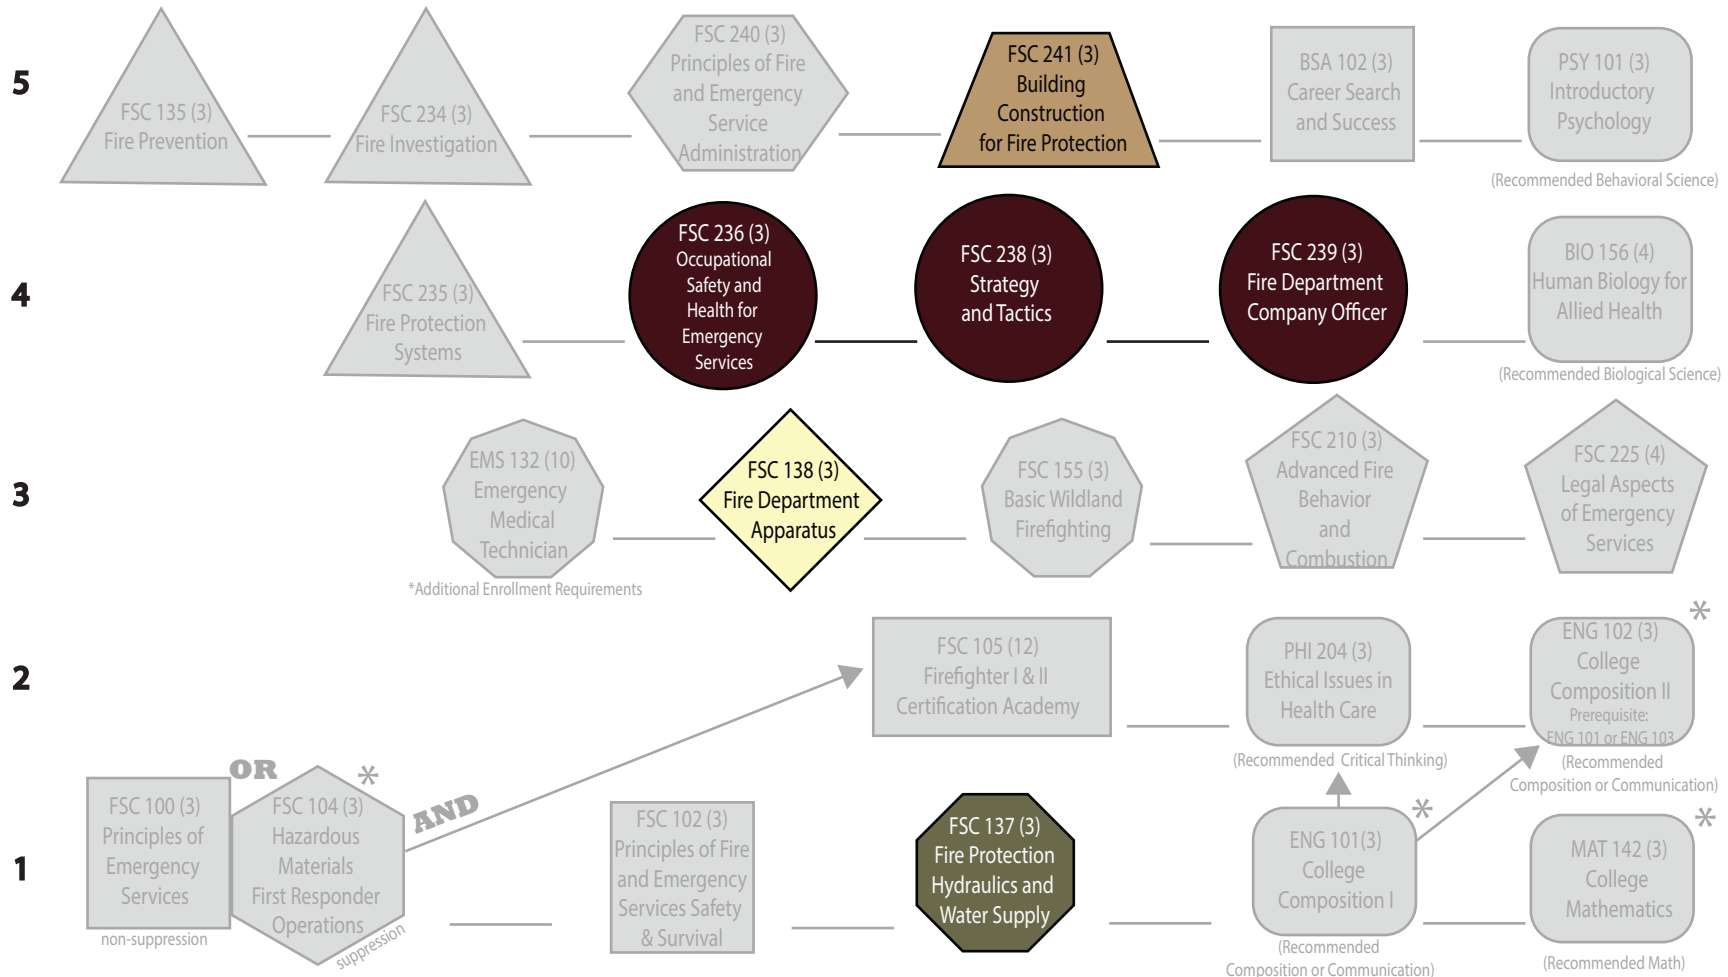 5
FSC 135 (3)
Fire Prevention
FSC 234 (3)
Fire Investigation
FSC 240 (3)
Principles of Fire
and Emergency
Service
Administration
FSC 241 (3)
Building
Construction
for Fire Protection
BSA 102 (3)
Career Search
and Success
PSY 101 (3)
Introductory
Psychology
(Recommended Behavioral Science)
4
FSC 235 (3)
Fire Protection
Systems
FSC 236 (3)
Occupational
Safety and
Health for
Emergency
Services
FSC 238 (3)
Strategy
and Tactics
FSC 239 (3)
Fire Department
Company Officer
BIO 156 (4)
Human Biology for
Allied Health
(Recommended Biological Science)
3
EMS 132 (10)
Emergency
Medical
Technician
*Additional Enrollment Requirements
FSC 138 (3)
Fire Department
Apparatus
FSC 155 (3)
Basic Wildland
Firefighting
FSC 210 (3)
Advanced Fire
Behavior
and
Combustion
FSC 225 (4)
Legal Aspects
of Emergency
Services
2
FSC 105 (12)
Firefighter I & II
Certification Academy
PHI 204 (3)
Ethical Issues in
Health Care
(Recommended Critical Thinking)
*
ENG 102 (3)
College
Composition II
Prerequisite:
ENG 101 or ENG 103
(Recommended
Composition or Communication)
1
FSC 100 (3)
Principles of
Emergency
Services
non-suppression
OR
*
FSC 104 (3)
Hazardous
Materials
First Responder
Operations
suppression
AND
FSC 102 (3)
Principles of Fire
and Emergency
Services Safety
& Survival
FSC 137 (3)
Fire Protection
Hydraulics and
Water Supply
*
ENG 101(3)
College
Composition I
(Recommended
Composition or Communication)
*
MAT 142 (3)
College
Mathematics
(Recommended Math)